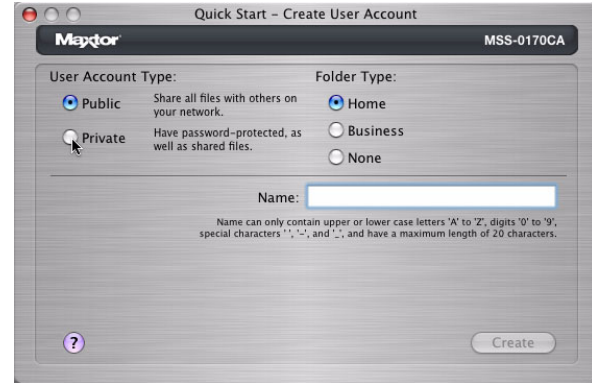 Quick Start – Create User Account
Maxtor
MSS-0170CA
User Account Type:
Public
Share all files with others on
your network.
Private
Have password-protected, as
well as shared files.
Folder Type:
Home
Business
None
Name:
Name can only contain upper or lower case letters 'A' to 'Z', digits '0' to '9',
special characters ' ', '-', and '_', and have a maximum length of 20 characters.
?
Create